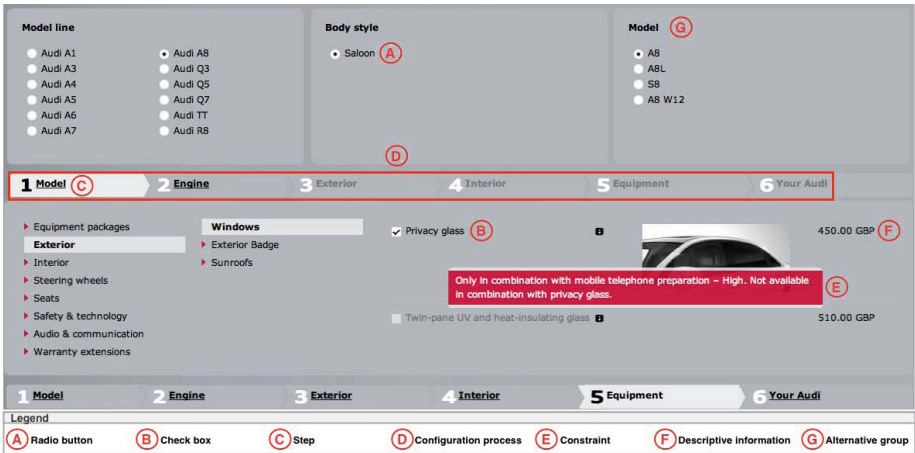 Model line
Body style
Model G
Audi A1 Audi A8 Saloon A A8
Audi A3 Audi Q3 A8L
Audi A4 Audi Q5 S8
Audi A5 Audi Q7 A8 W12
Audi A6 Audi TT
Audi A7 Audi R8
D
1 Model C 2 Engine 3 Exterior 4 Interior 5 Equipment 6 Your Audi
Equipment packages Windows Privacy glass B 450.00 GBP F
Exterior Exterior Badge
Interior Sunroofs
Steering wheels
Only in combination with mobile telephone preparation – High. Not available
in combination with privacy glass.
E
Seats
Safety & technology Twin-pane UV and heat-insulating glass 510.00 GBP
Audio & communication
Warranty extensions
1 Model 2 Engine 3 Exterior 4 Interior 5 Equipment 6 Your Audi
Legend
A Radio button B Check box C Step D Configuration process E Constraint F Descriptive information G Alternative group